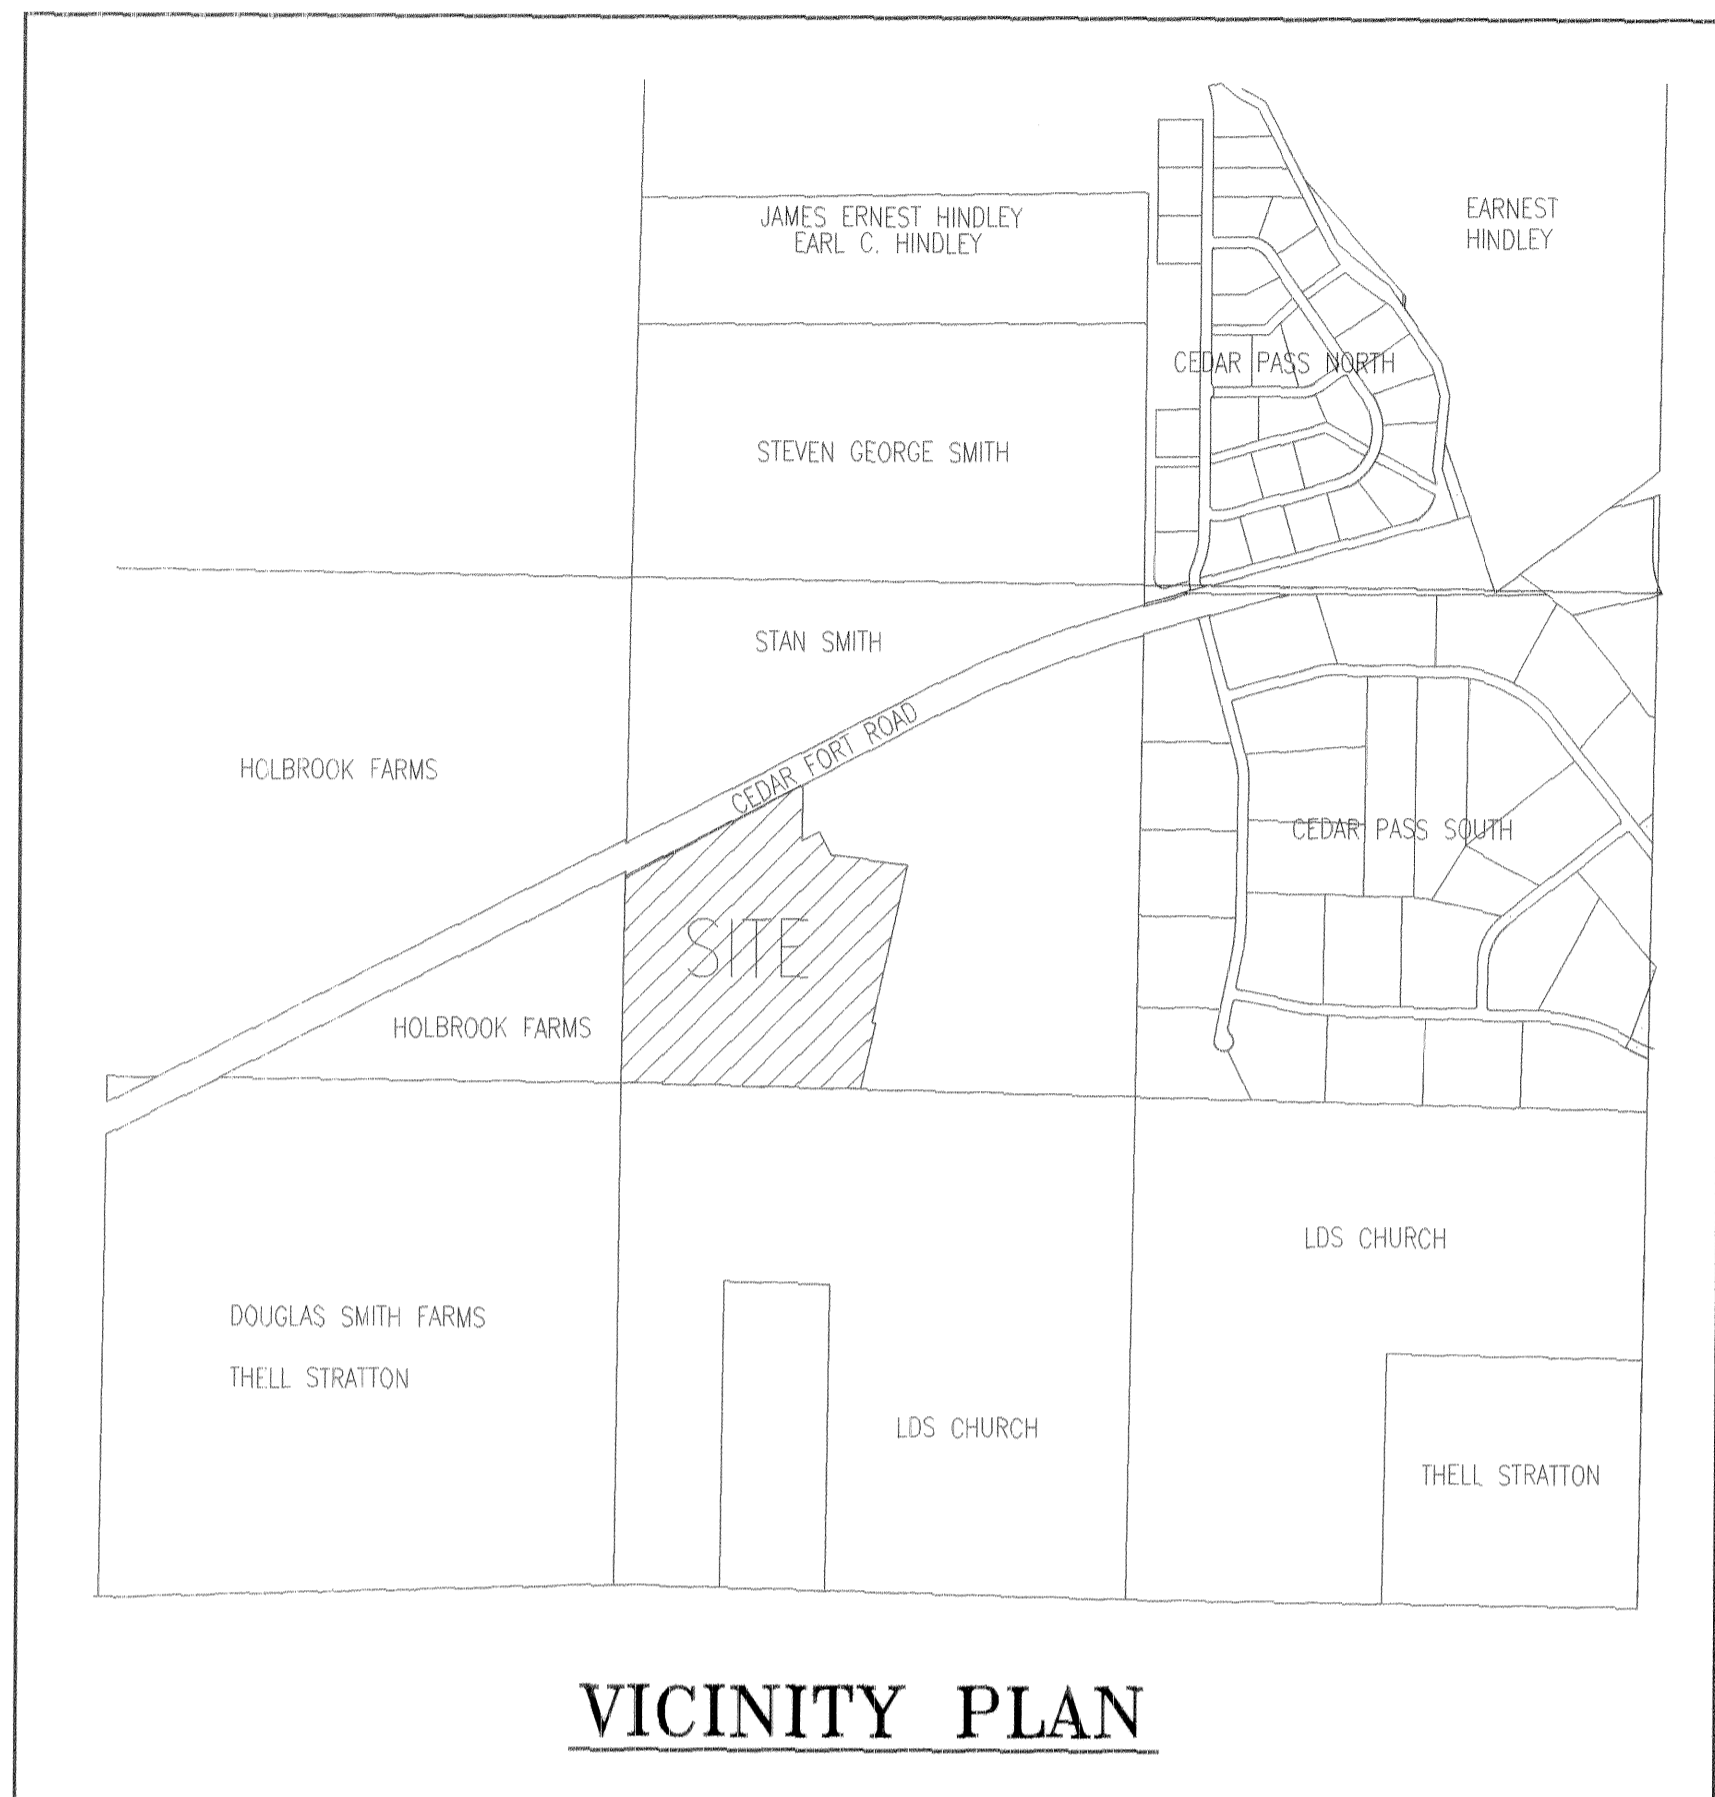 JAMES ERNEST HINDLEY
EARL C. HINDLEY
EARNEST
HINDLEY
CEDAR PASS NORTH
STEVEN GEORGE SMITH
STAN SMITH
CEDAR FORT ROAD
HOLBROOK FARMS
CEDAR PASS SOUTH
SITE
HOLBROOK FARMS
LDS CHURCH
DOUGLAS SMITH FARMS
THELL STRATTON
LDS CHURCH
THELL STRATTON
VICINITY PLAN